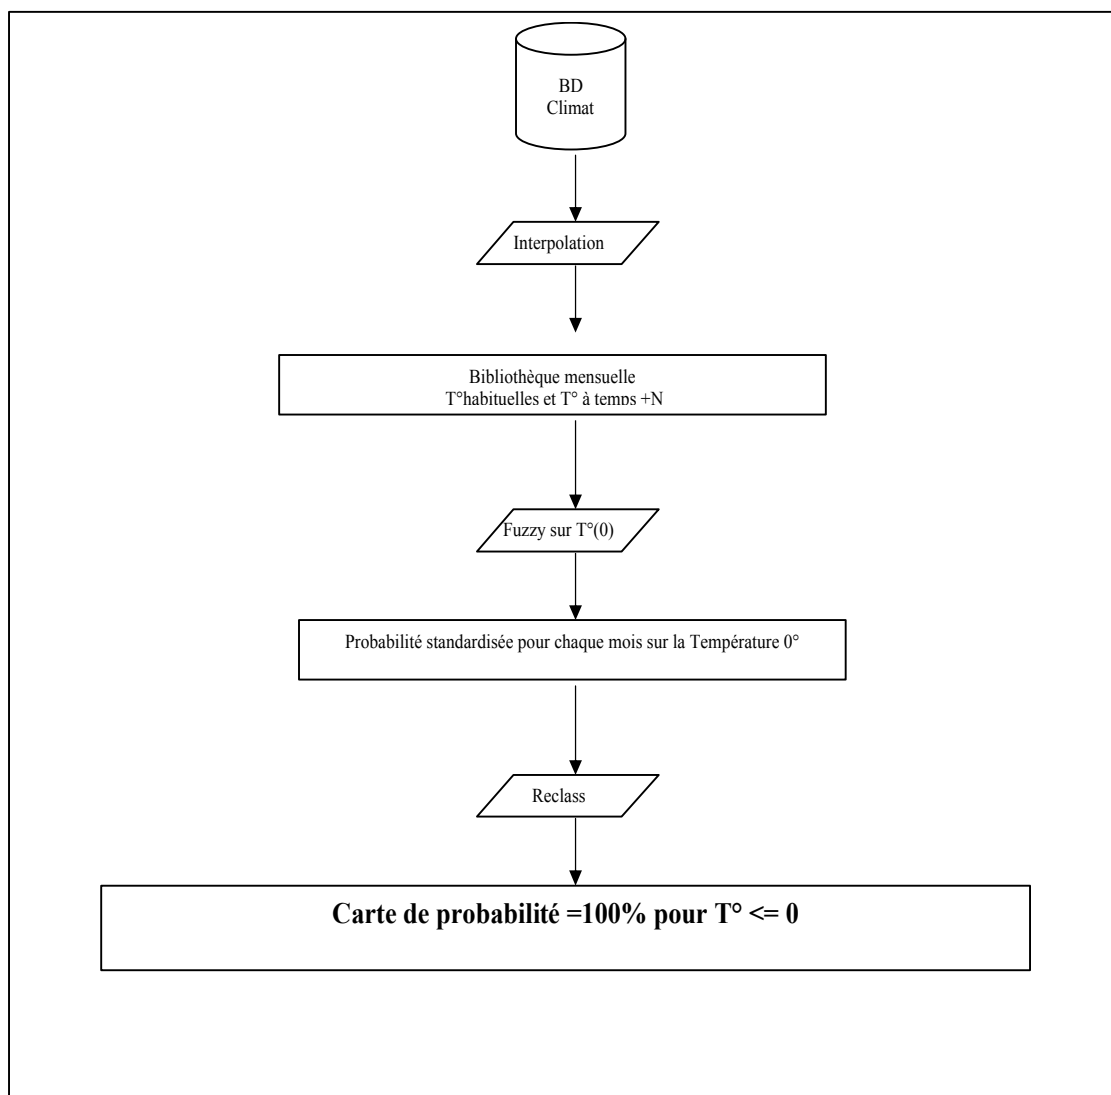 BD
Climat
Interpolation
Bibliothèque mensuelle
T°habituelles et T° à temps +N
Fuzzy sur T°(0)
Probabilité standardisée pour chaque mois sur la Température 0°
Reclass
Carte de probabilité =100% pour T° <= 0